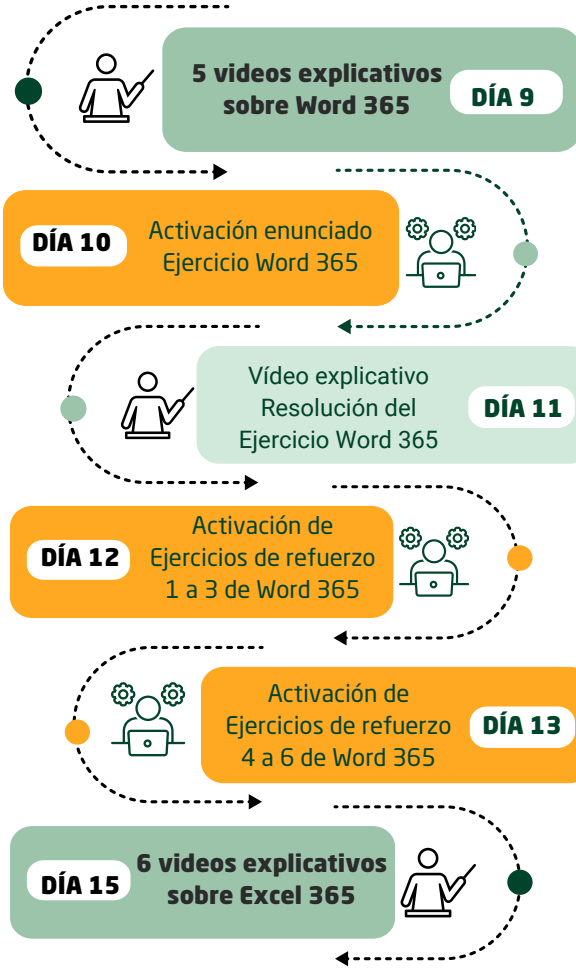 5 videos explicativos
sobre Word 365
DÍA 9
DÍA 10
Activación enunciado
Ejercicio Word 365
Vídeo explicativo
Resolución del
Ejercicio Word 365
DÍA 11
DÍA 12
Activación de
Ejercicios de refuerzo
1 a 3 de Word 365
Activación de
Ejercicios de refuerzo
4 a 6 de Word 365
DÍA 13
DÍA 15
6 videos explicativos
sobre Excel 365